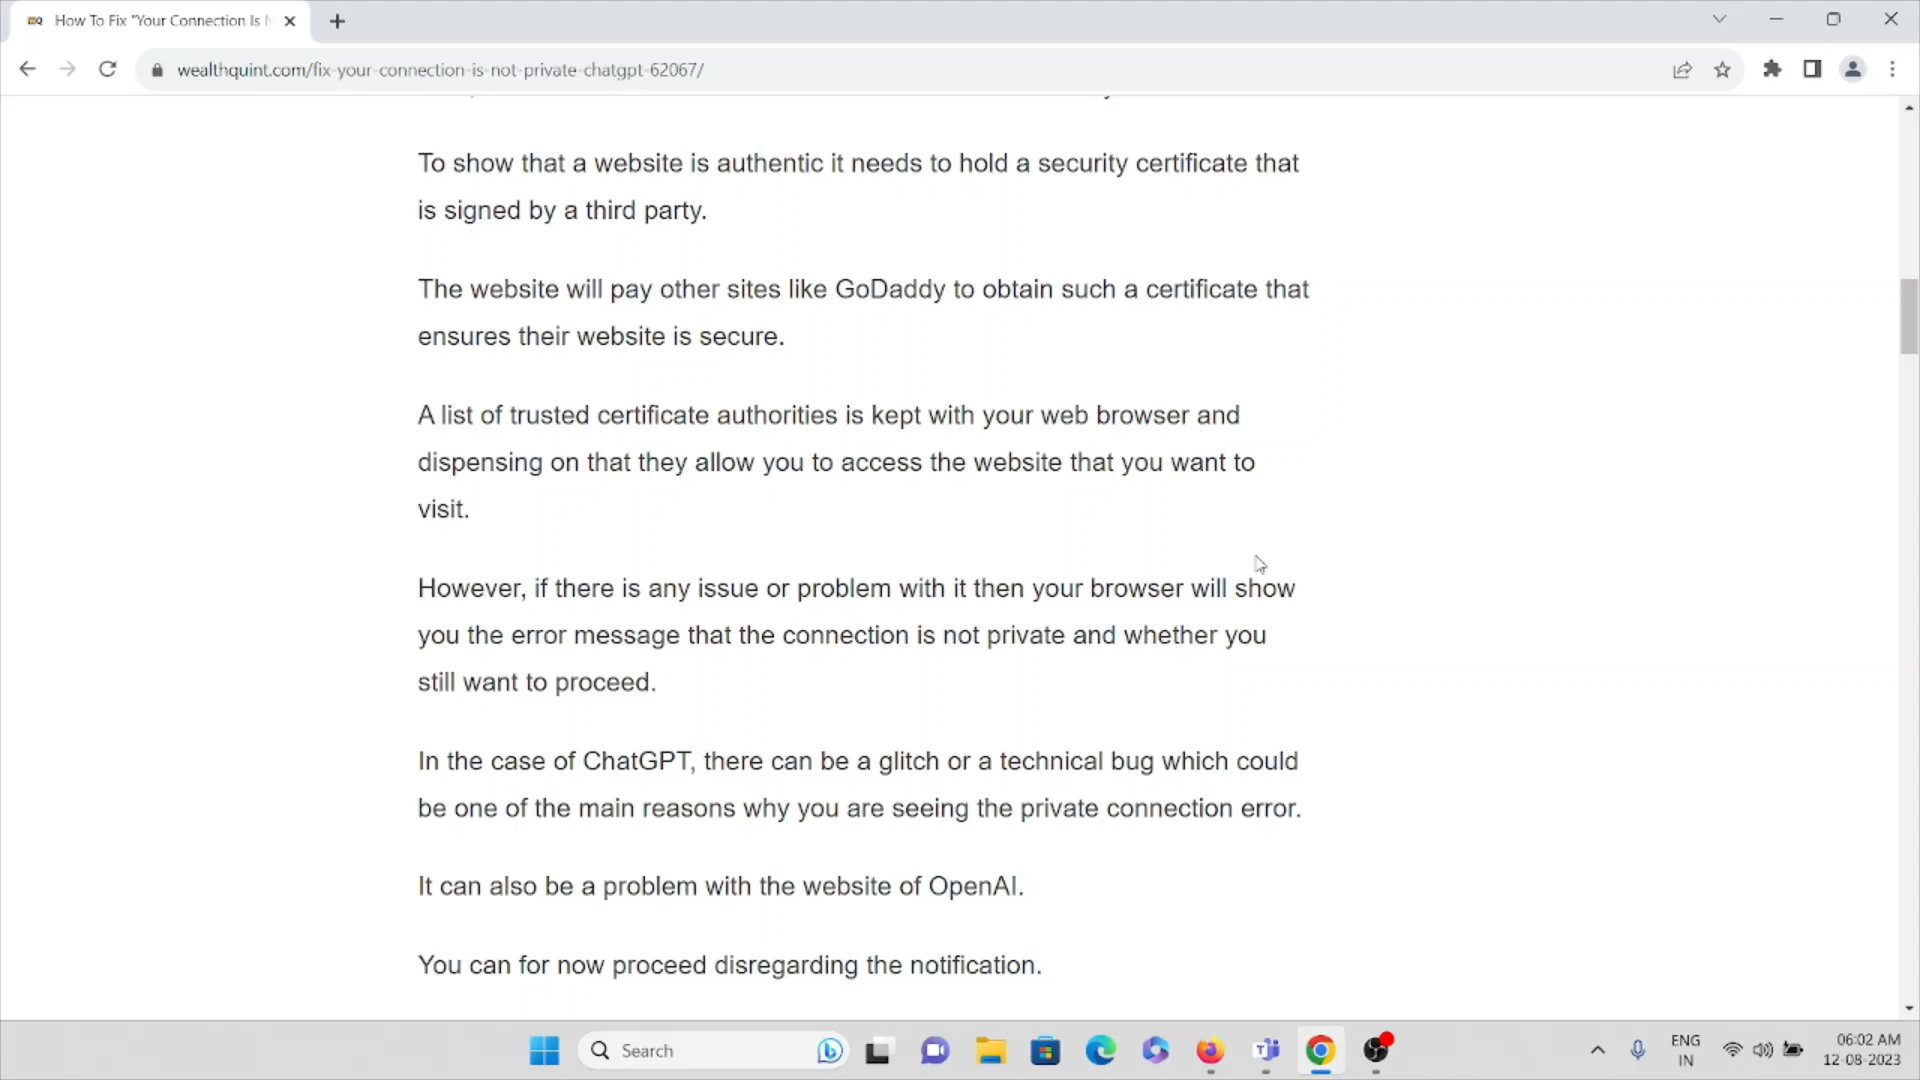 How To Fix "Your Connection Is N
wealthquint.com/fix-your-connection-is-not-private-chatgpt-62067/
To show that a website is authentic it needs to hold a security certificate that
is signed by a third party.
The website will pay other sites like GoDaddy to obtain such a certificate that
ensures their website is secure.
A list of trusted certificate authorities is kept with your web browser and
dispensing on that they allow you to access the website that you want to
visit.
However, if there is any issue or problem with it then your browser will show
you the error message that the connection is not private and whether you
still want to proceed.
In the case of ChatGPT, there can be a glitch or a technical bug which could
be one of the main reasons why you are seeing the private connection error.
It can also be a problem with the website of OpenAI.
You can for now proceed disregarding the notification.
Search
ENG
IN
06:02 AM
12-08-2023